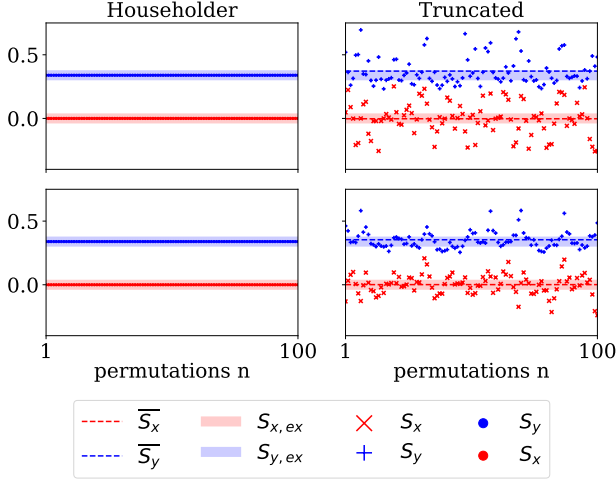 Householder Truncated
0.5
0.0
0.5
0.0
1 100 1 100
permutations n permutations n
$\overline{S_x}$ $S_{x,ex}$ $S_x$ $S_y$
$\overline{S_y}$ $S_{y,ex}$ $S_y$ $S_x$